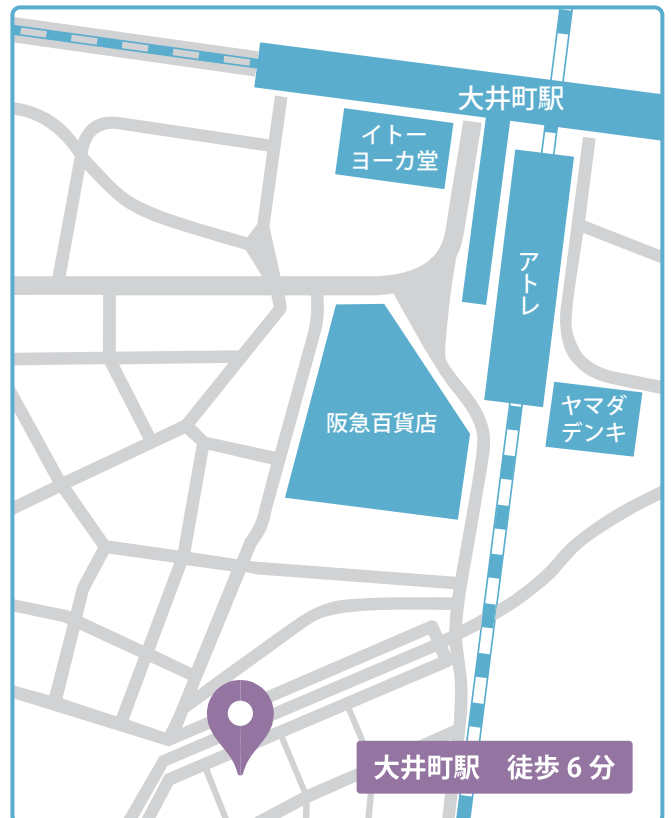 大井町駅
イトー
ヨーカ堂
アトレ
ヤマダ
デンキ
阪急百貨店
大井町駅　徒歩6分